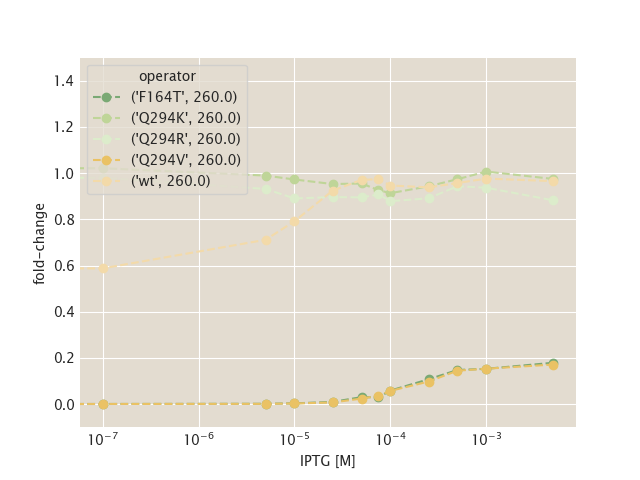 operator
('F164T', 260.0)
('Q294K', 260.0)
('Q294R', 260.0)
('Q294V', 260.0)
('wt', 260.0)
fold-change
1.4
1.2
1.0
0.8
0.6
0.4
0.2
0.0
10⁻⁷ 10⁻⁶ 10⁻⁵ 10⁻⁴ 10⁻³
IPTG [M]